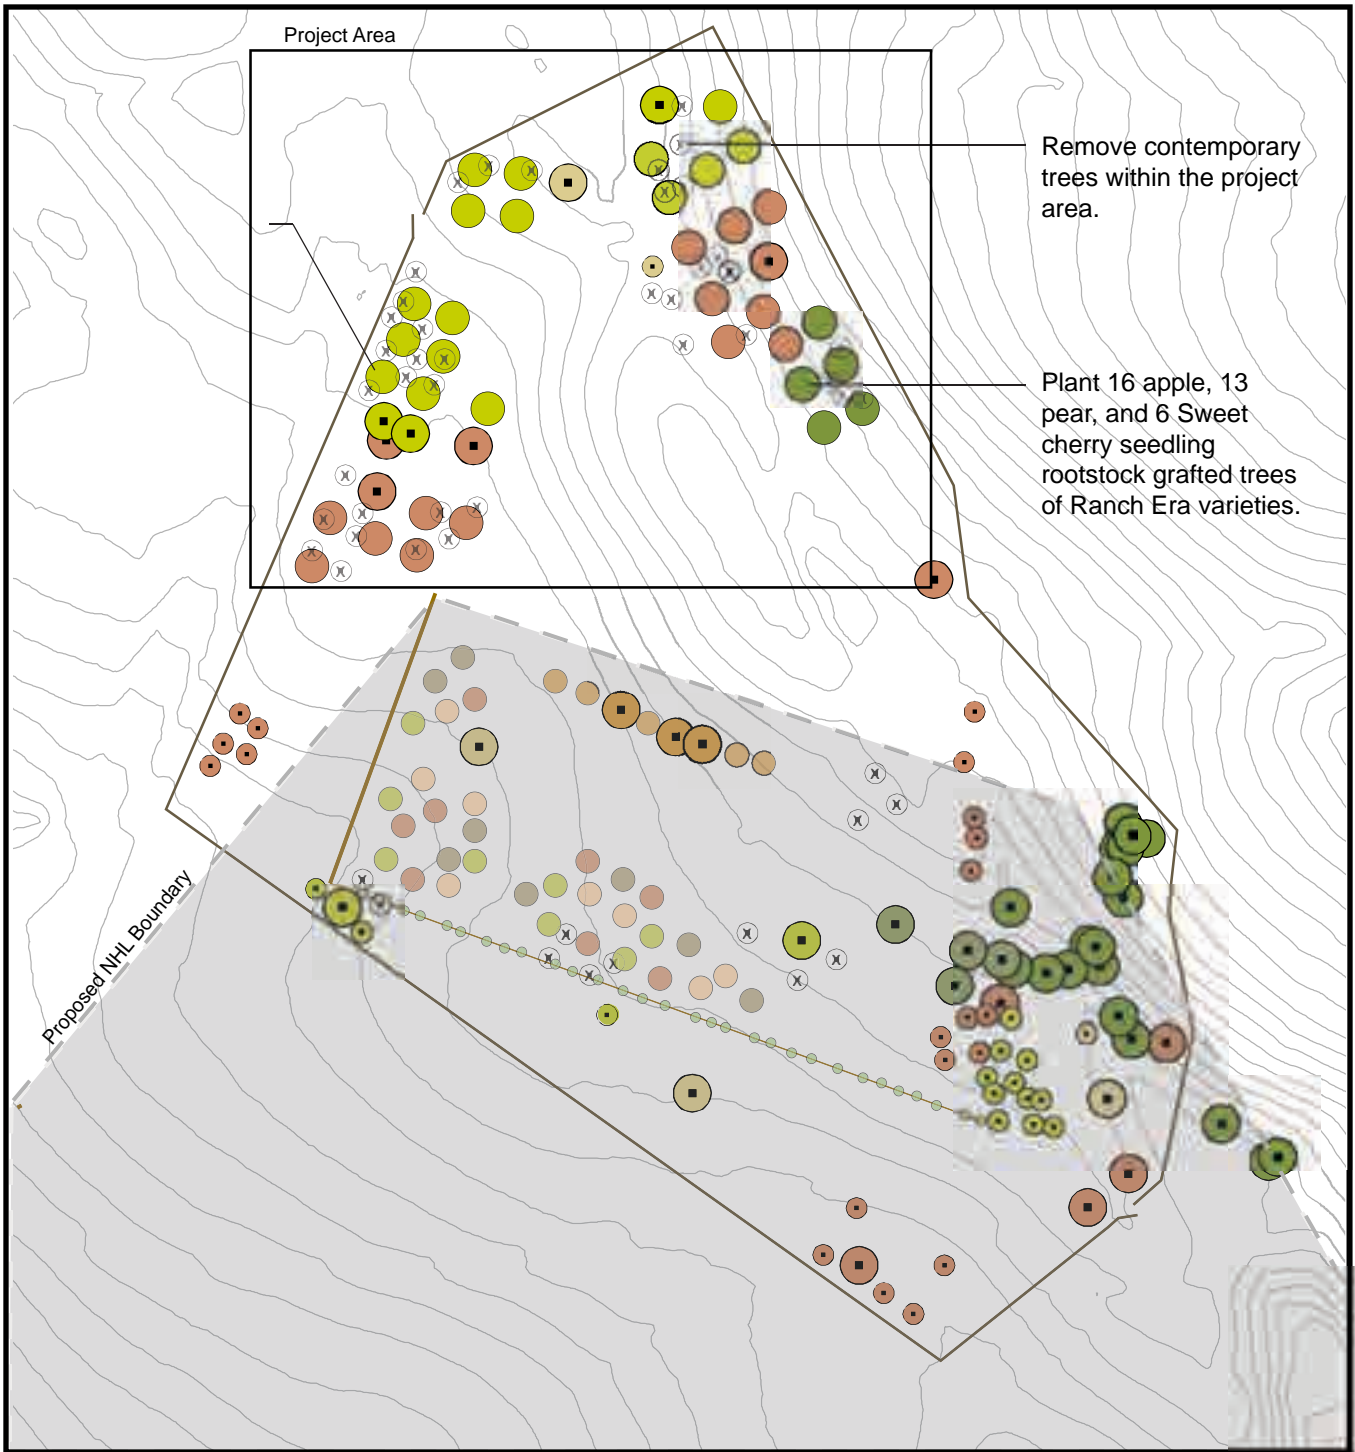 Project Area
Remove contemporary
trees within the project
area.
Plant 16 apple, 13
pear, and 6 Sweet
cherry seedling
rootstock grafted trees
of Ranch Era varieties.
Proposed NHL Boundary